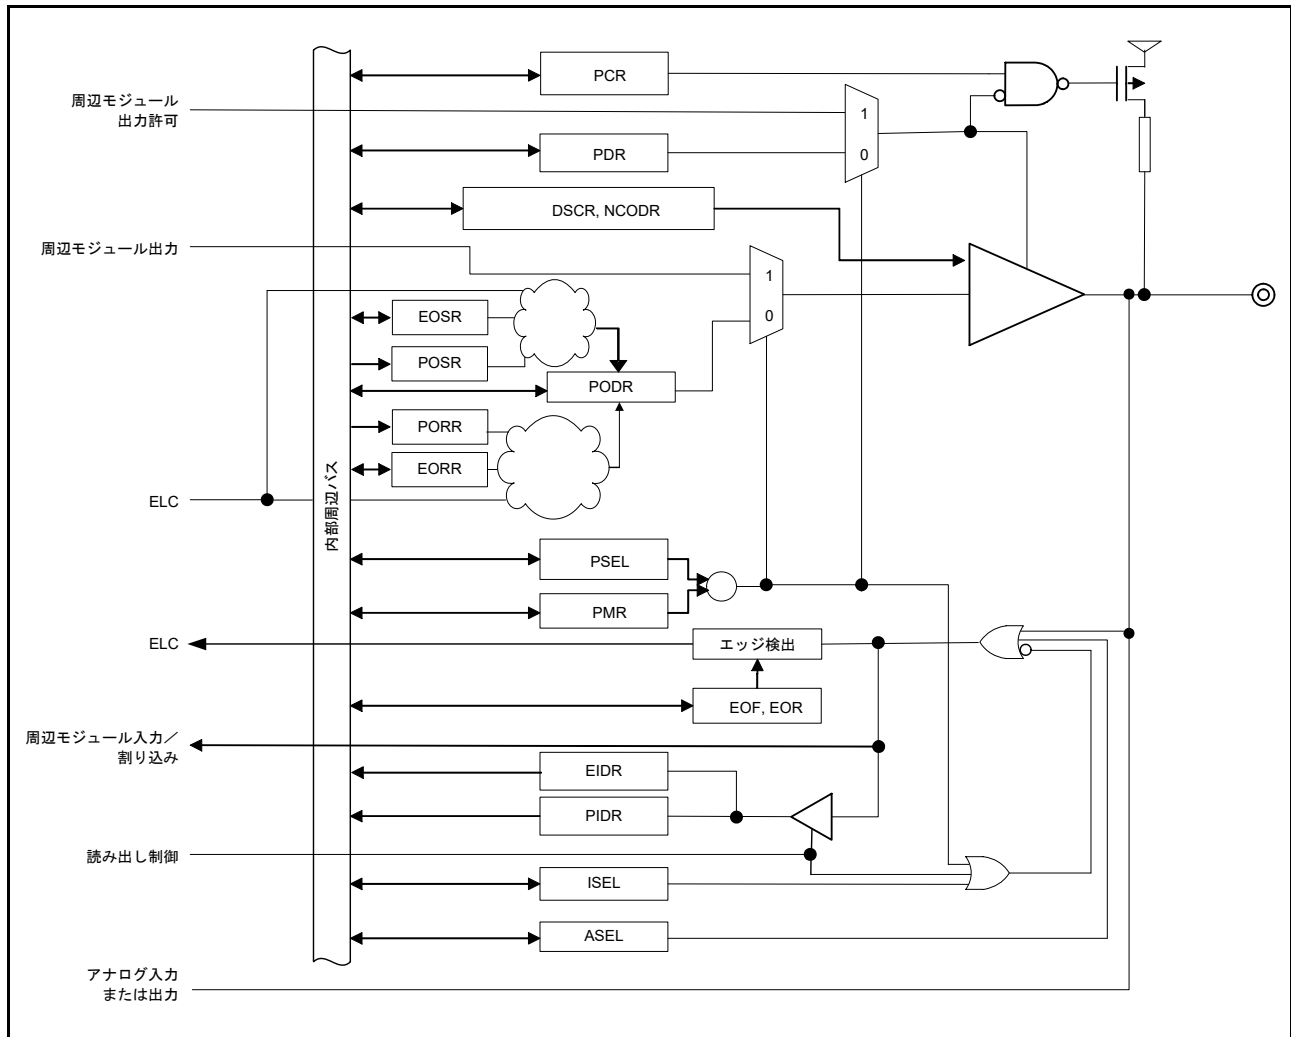 PCR
周辺モジュール
出力許可
1
PDR
0
DSCR, NCODR
周辺モジュール出力
1
EOSR
0
POSR
PODR
PORR
EORR
ELC
内部周辺バス
PSEL
PMR
ELC
エッジ検出
EOF, EOR
周辺モジュール入力／
割り込み
EIDR
PIDR
読み出し制御
ISEL
ASEL
アナログ入力
または出力